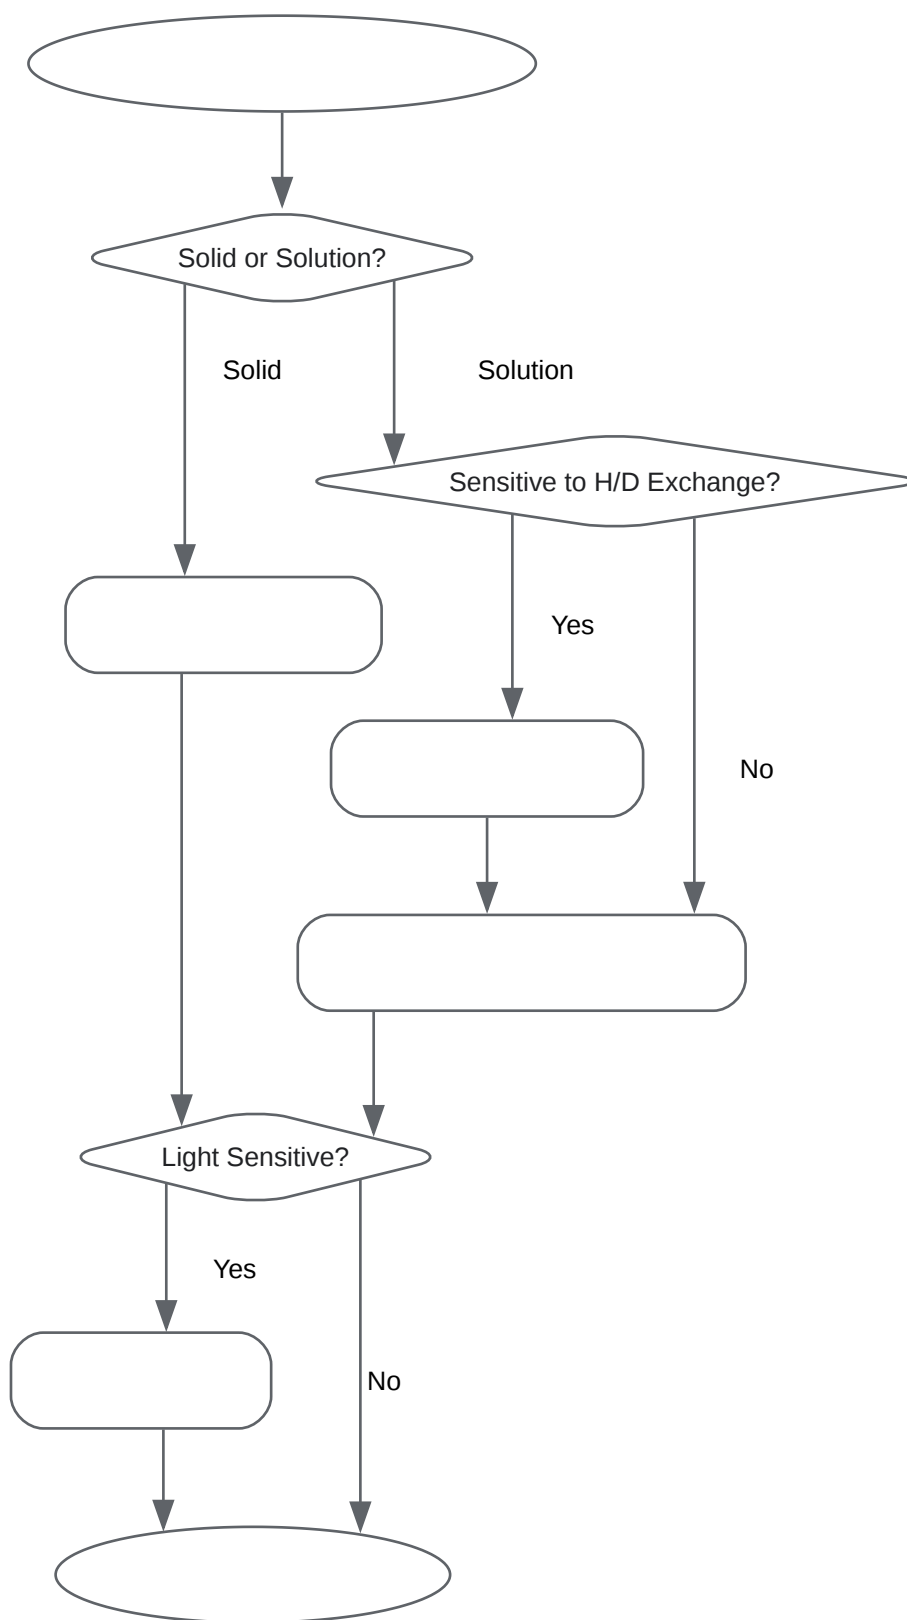 Solid or Solution?
Solid
Solution
Sensitive to H/D Exchange?
Yes
No
Light Sensitive?
Yes
No